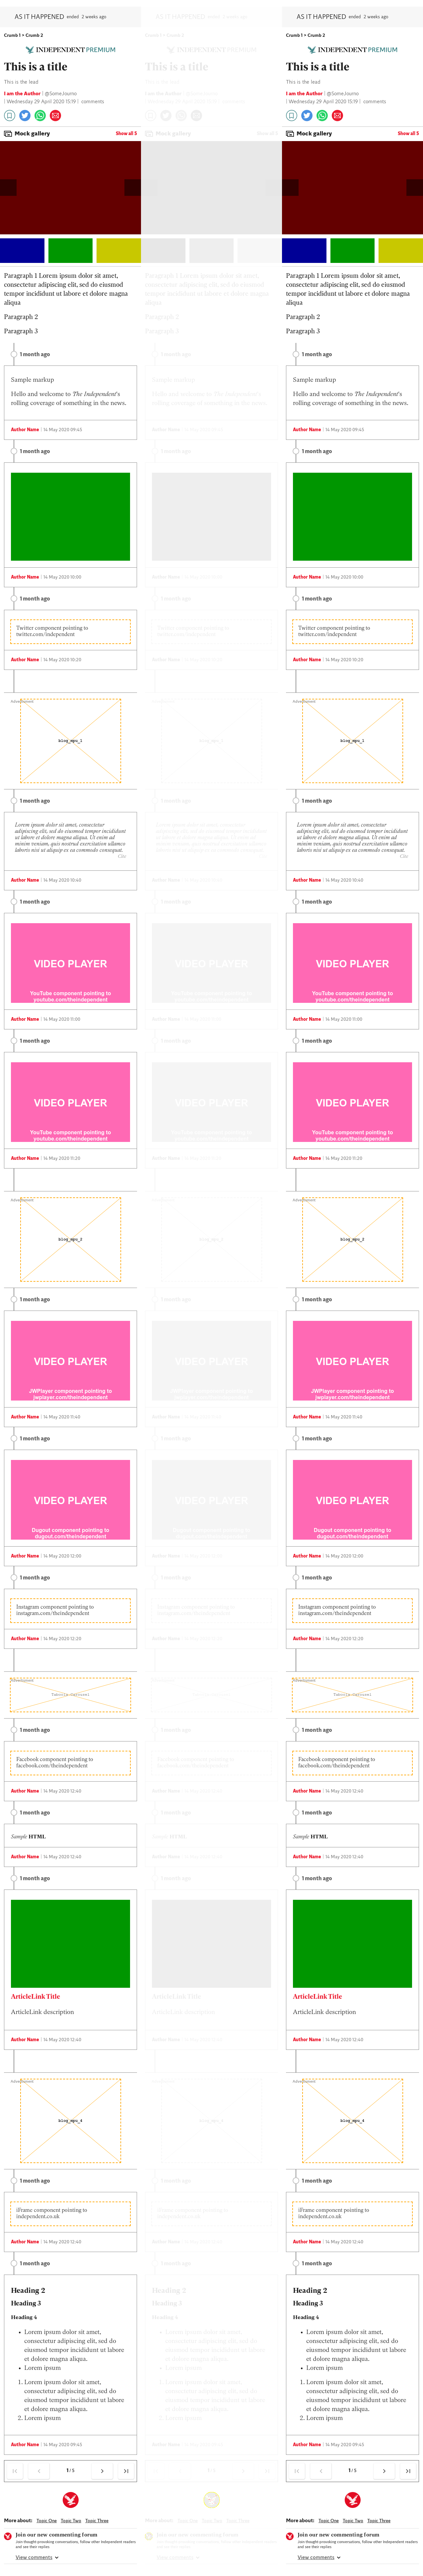 AS IT HAPPENED ended 2 weeks ago
Crumb 1 > Crumb 2
INDEPENDENT PREMIUM
This is a title
This is the lead
I am the Author | @SomeJourno
| Wednesday 29 April 2020 15:19 | comments
Mock gallery Show all 5
Paragraph 1 Lorem ipsum dolor sit amet,
consectetur adipiscing elit, sed do eiusmod
tempor incididunt ut labore et dolore magna
aliqua
Paragraph 2
Paragraph 3
1 month ago
Sample markup
Hello and welcome to The Independent's
rolling coverage of something in the news.
Author Name | 14 May 2020 09:45
1 month ago
Author Name | 14 May 2020 10:00
1 month ago
Twitter component pointing to
twitter.com/independent
Author Name | 14 May 2020 10:20
Advertisement
blog_mpu_1
1 month ago
Lorem ipsum dolor sit amet, consectetur
adipiscing elit, sed do eiusmod tempor incididunt
ut labore et dolore magna aliqua. Ut enim ad
minim veniam, quis nostrud exercitation ullamco
laboris nisi ut aliquip ex ea commodo consequat.
Cite
Author Name | 14 May 2020 10:40
1 month ago
VIDEO PLAYER
YouTube component pointing to
youtube.com/theindependent
Author Name | 14 May 2020 11:00
1 month ago
VIDEO PLAYER
YouTube component pointing to
youtube.com/theindependent
Author Name | 14 May 2020 11:20
Advertisement
blog_mpu_2
1 month ago
VIDEO PLAYER
JWPlayer component pointing to
jwplayer.com/theindependent
Author Name | 14 May 2020 11:40
1 month ago
VIDEO PLAYER
Dugout component pointing to
dugout.com/theindependent
Author Name | 14 May 2020 12:00
1 month ago
Instagram component pointing to
instagram.com/theindependent
Author Name | 14 May 2020 12:20
Advertisement
Taboola Carousel
1 month ago
Facebook component pointing to
facebook.com/theindependent
Author Name | 14 May 2020 12:40
1 month ago
Sample HTML
Author Name | 14 May 2020 12:40
1 month ago
ArticleLink Title
ArticleLink description
Author Name | 14 May 2020 12:40
Advertisement
blog_mpu_4
1 month ago
iFrame component pointing to
independent.co.uk
Author Name | 14 May 2020 12:40
1 month ago
Heading 2
Heading 3
Heading 4
• Lorem ipsum dolor sit amet,
consectetur adipiscing elit, sed do
eiusmod tempor incididunt ut labore
et dolore magna aliqua.
• Lorem ipsum
1. Lorem ipsum dolor sit amet,
consectetur adipiscing elit, sed do
eiusmod tempor incididunt ut labore
et dolore magna aliqua.
2. Lorem ipsum
Author Name | 14 May 2020 09:45
1 / 5
More about: Topic One Topic Two Topic Three
Join our new commenting forum
Join thought-provoking conversations, follow other Independent readers
and see their replies
View comments